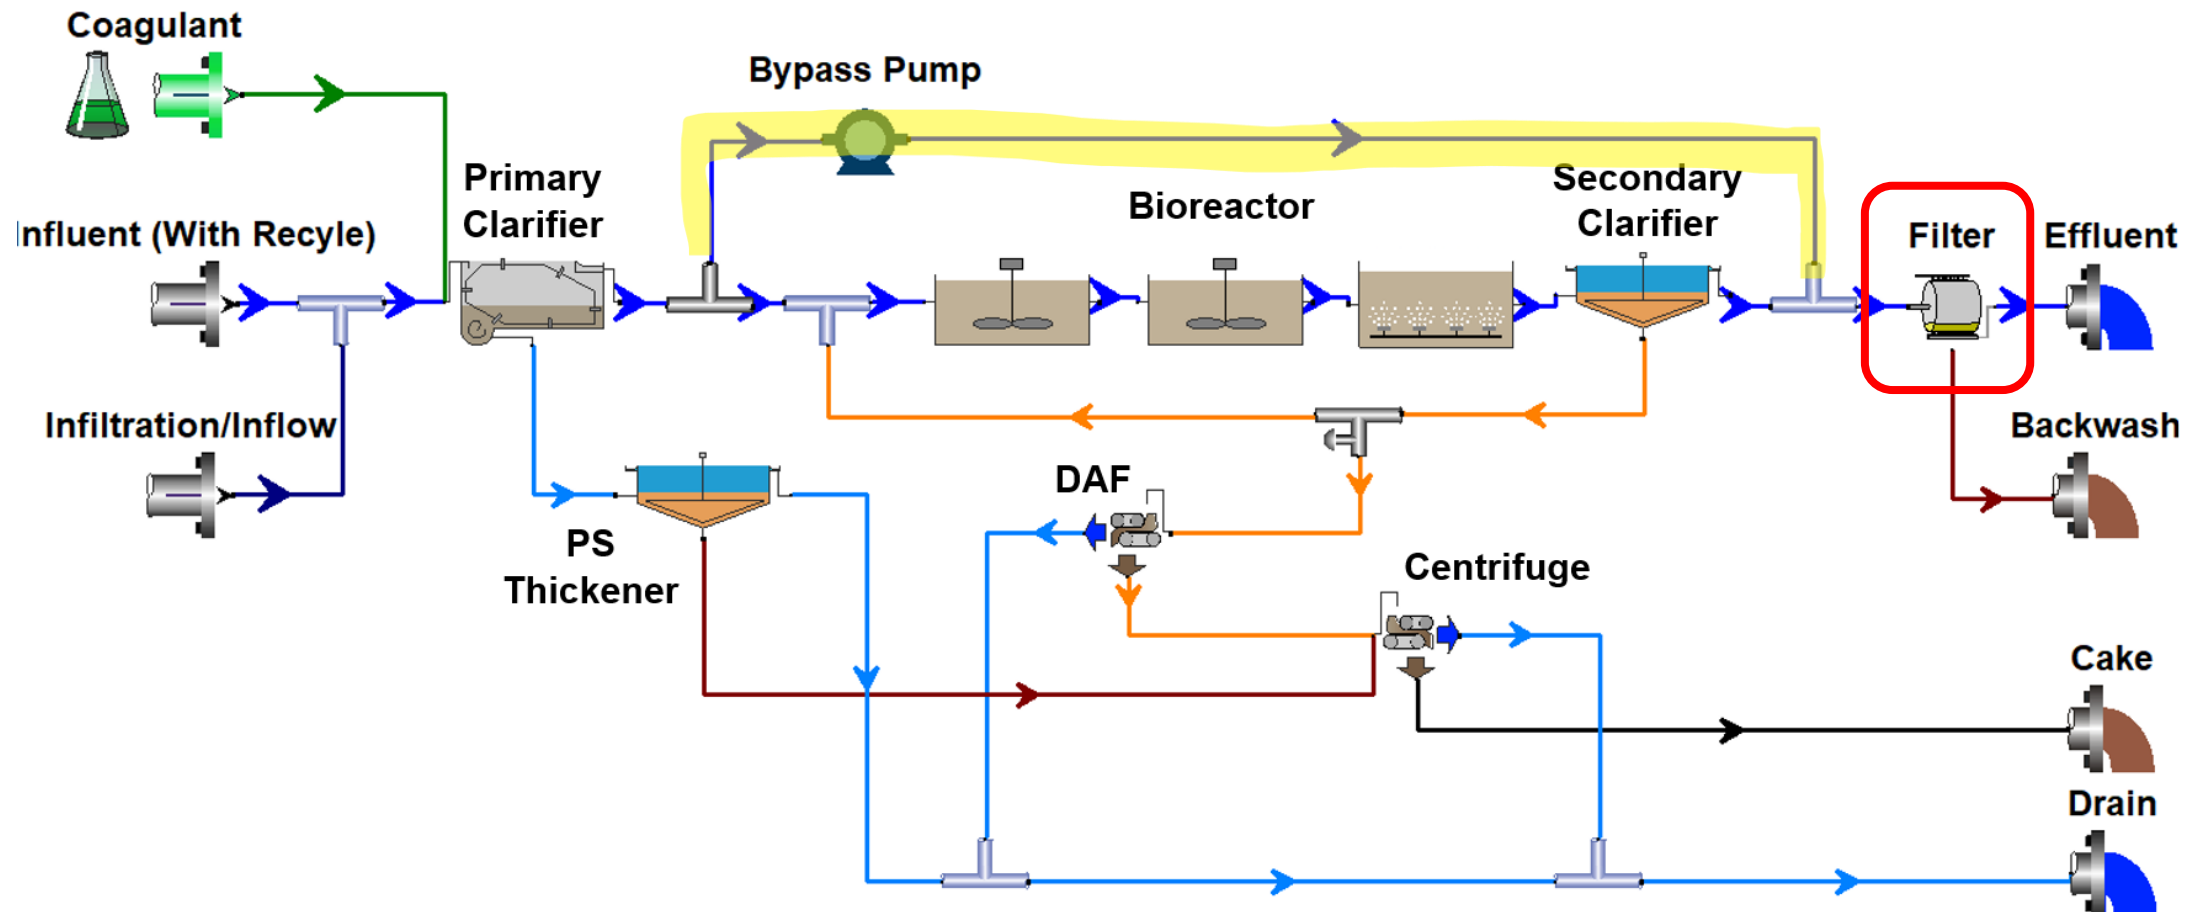 Coagulant
Bypass Pump
Primary
Clarifier
Bioreactor
Secondary
Clarifier
Influent (With Recyle)
Filter
Effluent
Infiltration/Inflow
Backwash
DAF
PS
Thickener
Centrifuge
Cake
Drain